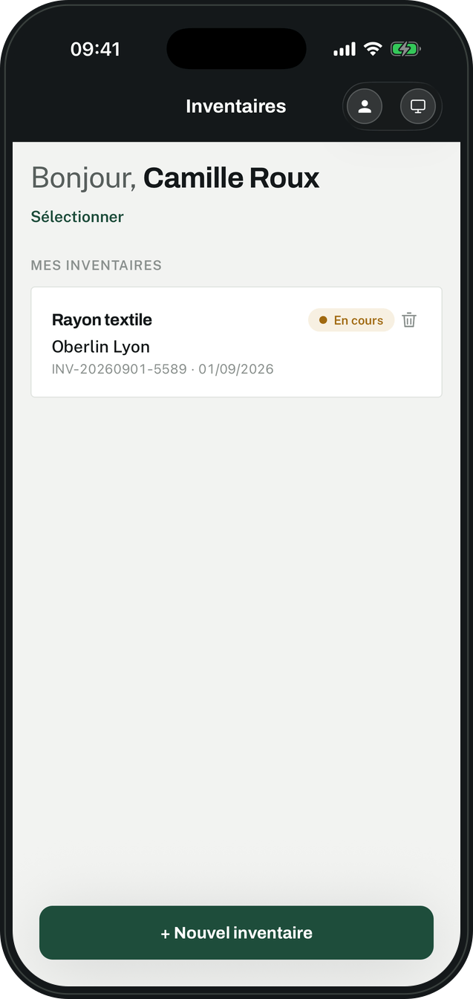 09:41
Inventaires
Bonjour, Camille Roux
Sélectionner
MES INVENTAIRES
Rayon textile
En cours
Oberlin Lyon
INV-20260901-5589 · 01/09/2026
+ Nouvel inventaire